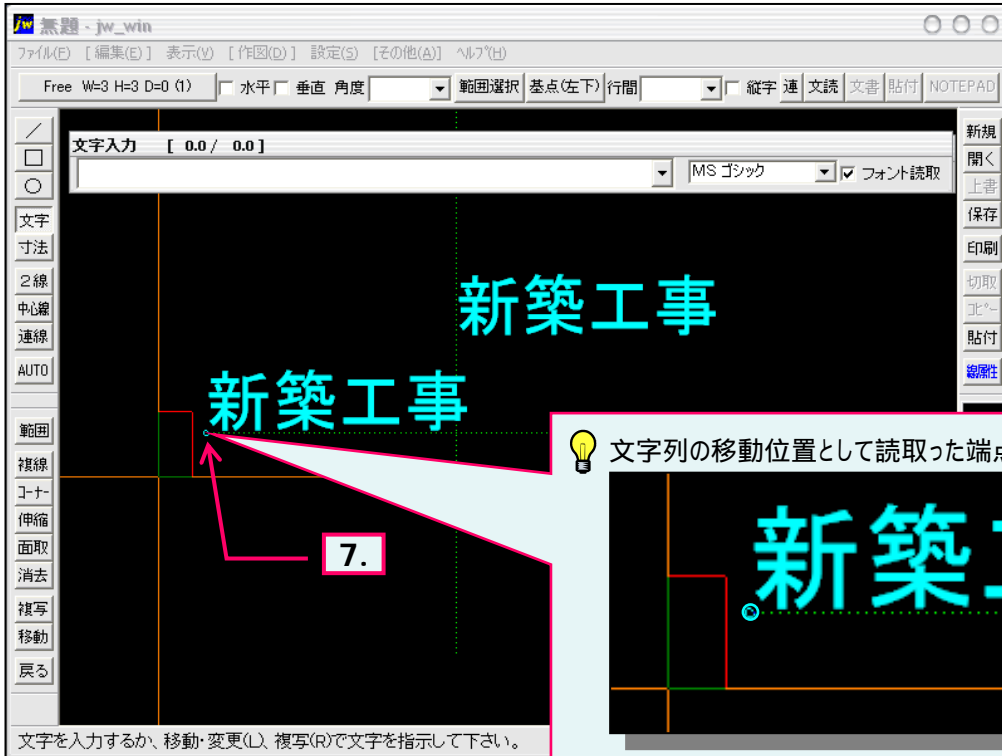 jw 無題 - jw_win
ファイル(F) [編集(E)] 表示(V) [作図(D)] 設定(S) [その他(A)] ヘルプ(H)
Free W=3 H=3 D=0 (1) 水平 垂直 角度 範囲選択 基点(左下) 行間 縦字 連 文読 文書 貼付 NOTEPAD
文字入力 [ 0.0 / 0.0 ]
MS ゴシック フォント読取
文字
寸法
2線
中心線
連線
AUTO
範囲
複線
コーナー
伸縮
面取
消去
複写
移動
戻る
新規
開く
上書
保存
印刷
切取
コピー
貼付
線属性
新築工事
新築工事
7.
文字列の移動位置として読取った端点
新築工
文字を入力するか、移動・変更(L)、複写(R)で文字を指示して下さい。